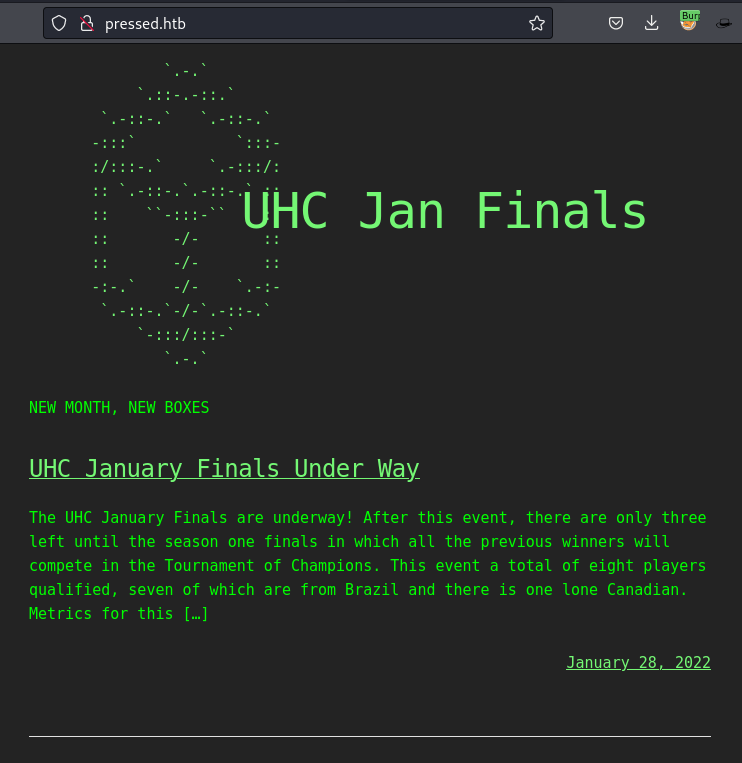 pressed.htb
Burr
`.-.`
`.::-.-::.`
`.-::-.`   `.-::-.`
-:::`           `:::-
:/:::-.`     `.-:::/:
:: `.-::-.`.-::-.` ::
UHC Jan Finals
::    ``-:::-``    ::
::       -/-       ::
::       -/-       ::
-:-.`    -/-    `.-:-
`.-::-.`-/-`.-::-.`
`-:::/:::-`
`.-.`
NEW MONTH, NEW BOXES
UHC January Finals Under Way
The UHC January Finals are underway! After this event, there are only three
left until the season one finals in which all the previous winners will
compete in the Tournament of Champions. This event a total of eight players
qualified, seven of which are from Brazil and there is one lone Canadian.
Metrics for this […]
January 28, 2022